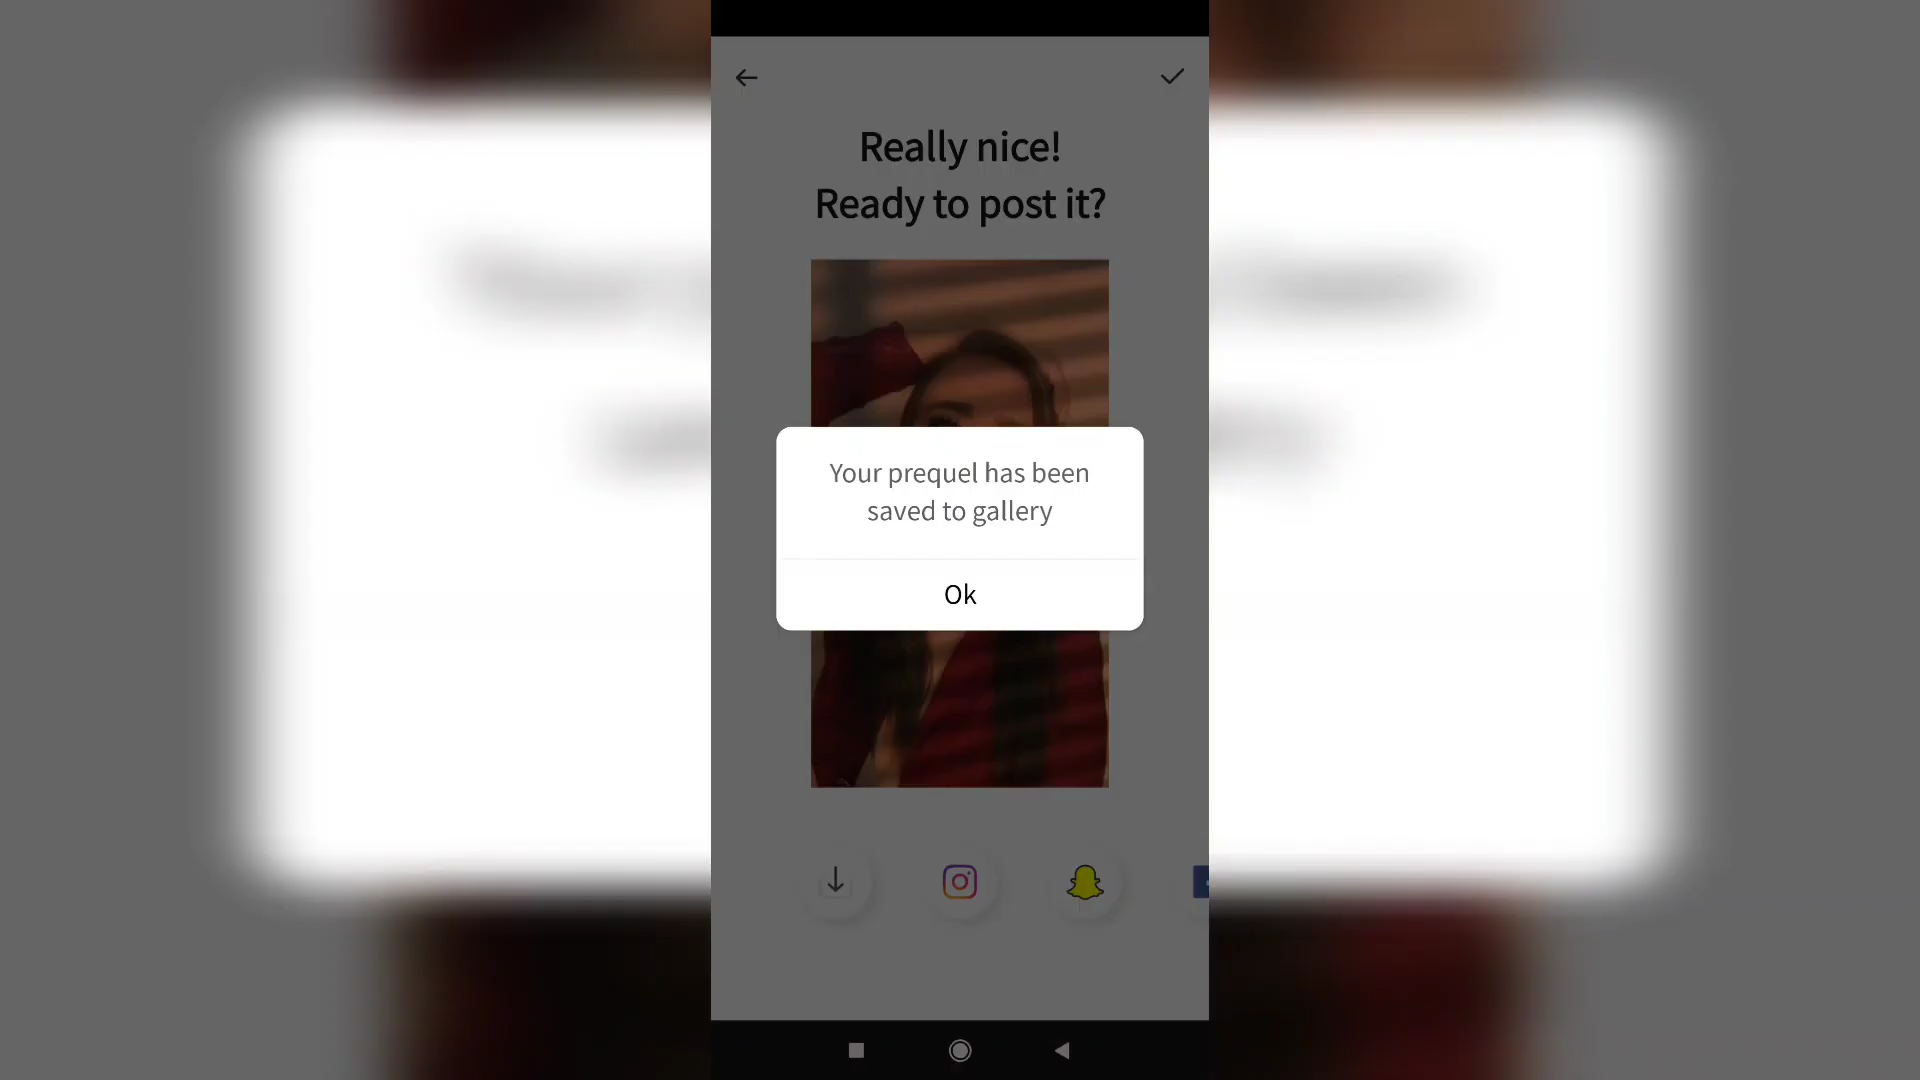 Really nice!
Ready to post it?
Your prequel has been
saved to gallery
Ok